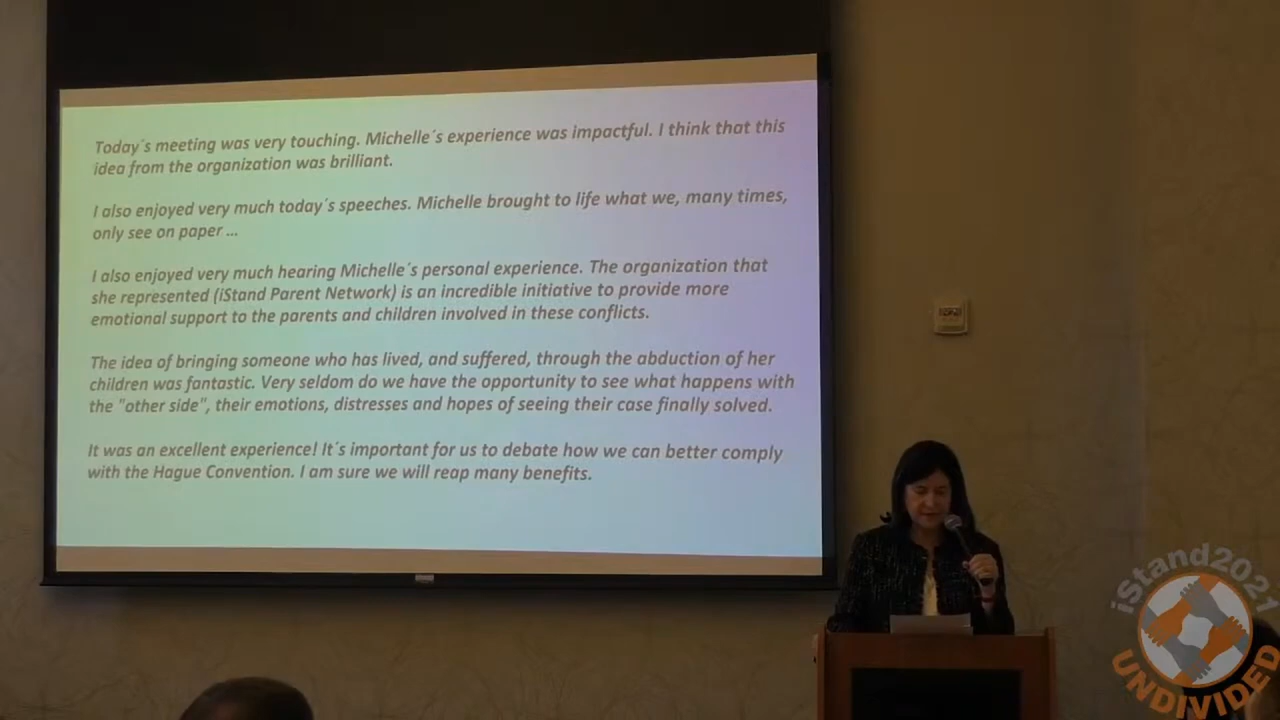 Today´s meeting was very touching. Michelle´s experience was impactful. I think that this
idea from the organization was brilliant.
I also enjoyed very much today´s speeches. Michelle brought to life what we, many times,
only see on paper ...
I also enjoyed very much hearing Michelle´s personal experience. The organization that
she represented (iStand Parent Network) is an incredible initiative to provide more
emotional support to the parents and children involved in these conflicts.
The idea of bringing someone who has lived, and suffered, through the abduction of her
children was fantastic. Very seldom do we have the opportunity to see what happens with
the "other side", their emotions, distresses and hopes of seeing their case finally solved.
It was an excellent experience! It´s important for us to debate how we can better comply
with the Hague Convention. I am sure we will reap many benefits.
iStand2021
UNDIVIDED